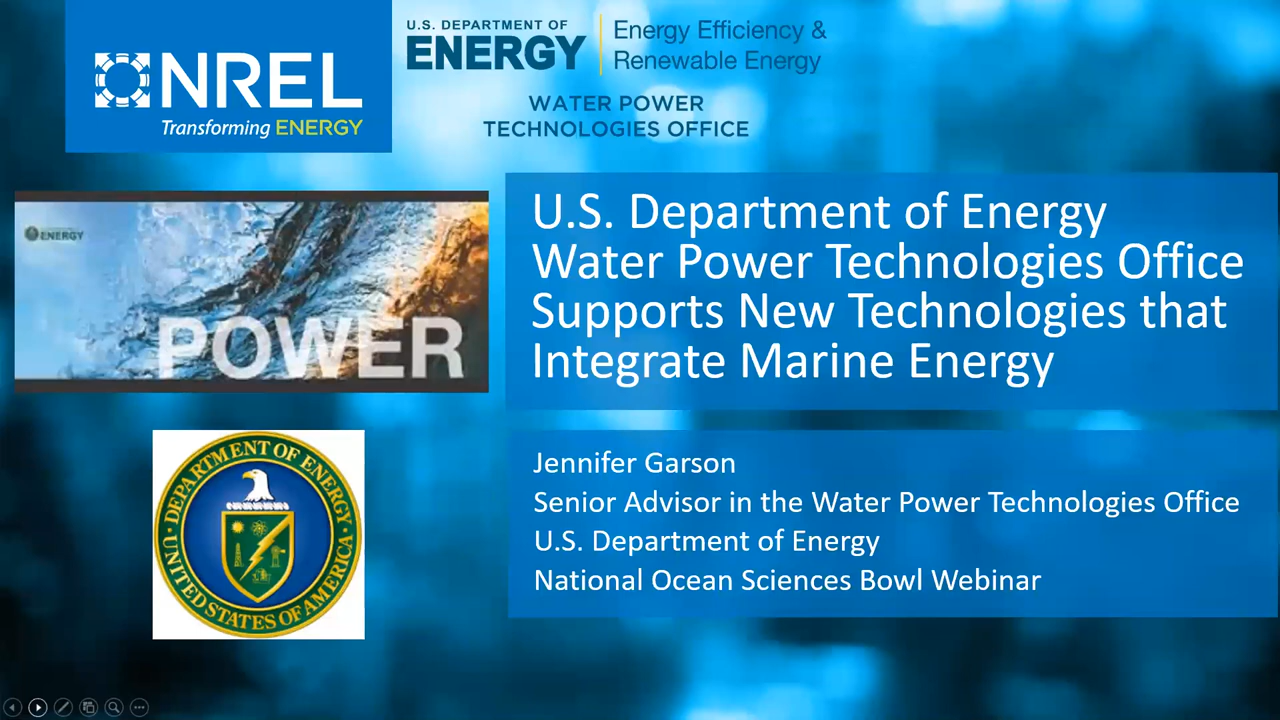 NREL
Transforming ENERGY
U.S. DEPARTMENT OF
ENERGY
Energy Efficiency &
Renewable Energy
WATER POWER
TECHNOLOGIES OFFICE
ENERGY
POWER
U.S. Department of Energy
Water Power Technologies Office
Supports New Technologies that
Integrate Marine Energy
DEPARTMENT OF ENERGY
UNITED STATES OF AMERICA
Jennifer Garson
Senior Advisor in the Water Power Technologies Office
U.S. Department of Energy
National Ocean Sciences Bowl Webinar